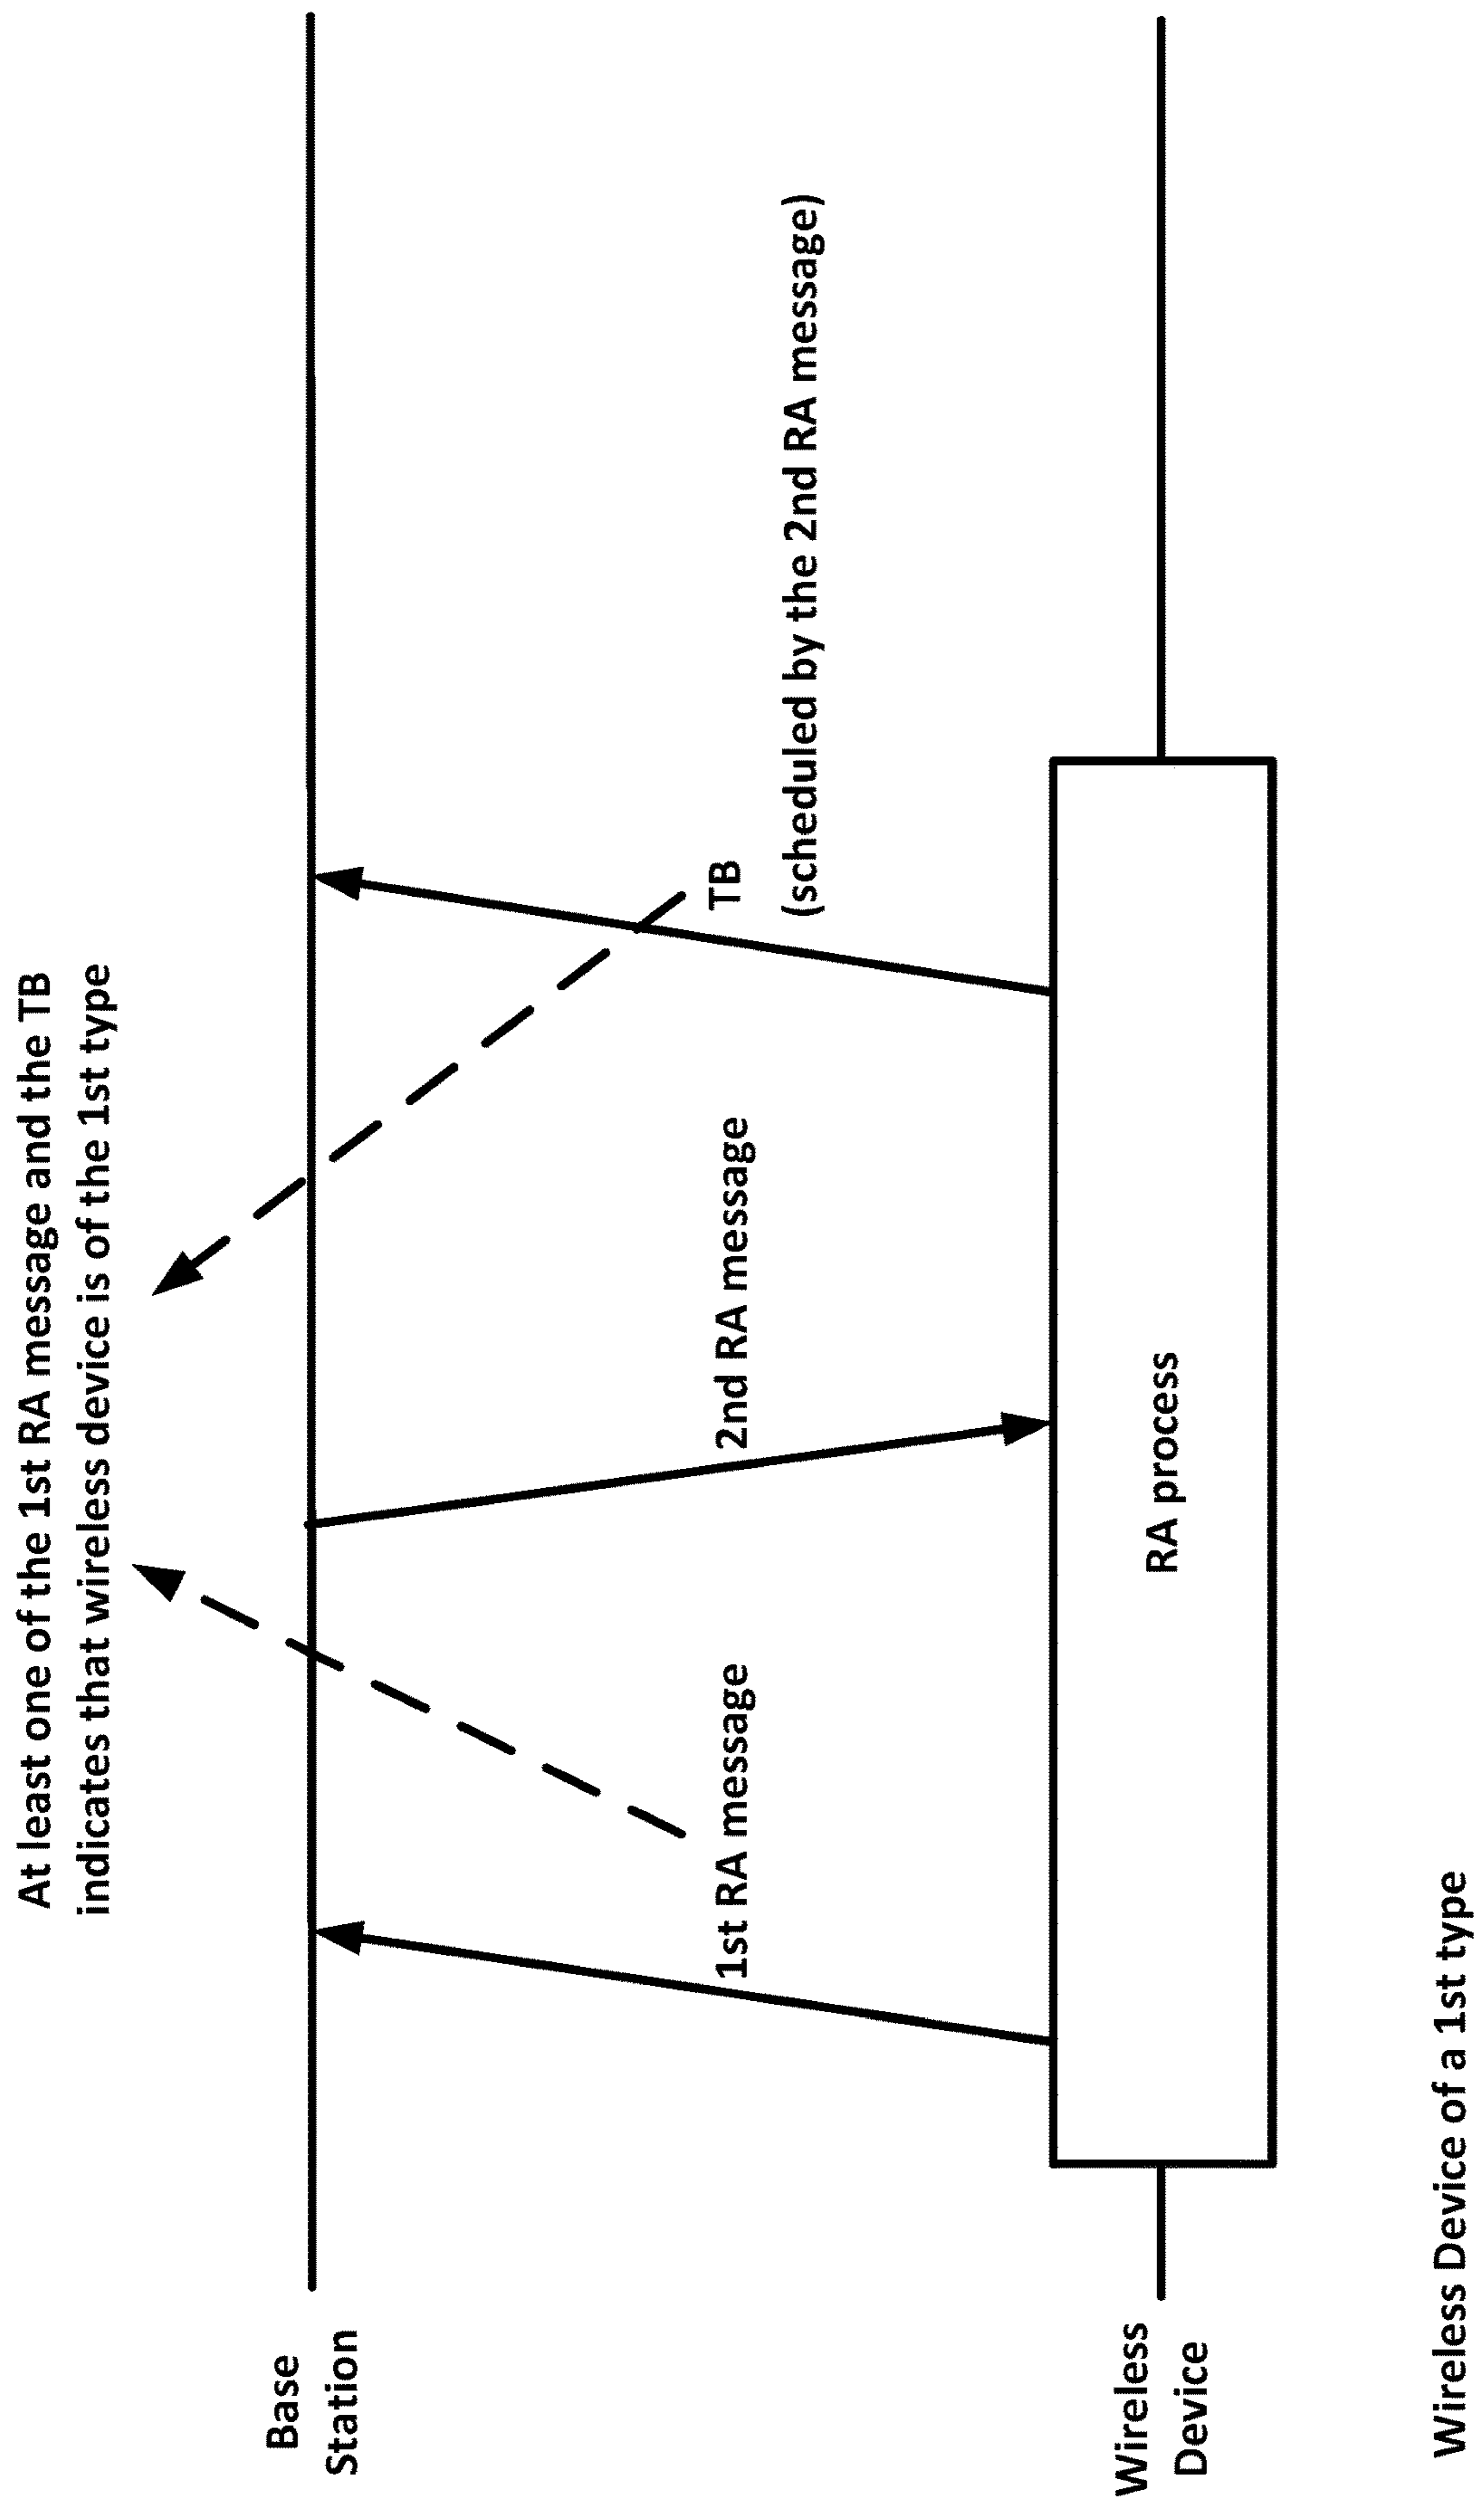 At least one of the 1st RA message and the TB
indicates that wireless device is of the 1st type
Base
Station
1st RA message
2nd RA message
TB
(scheduled by the 2nd RA message)
Wireless
Device
RA process
Wireless Device of a 1st type